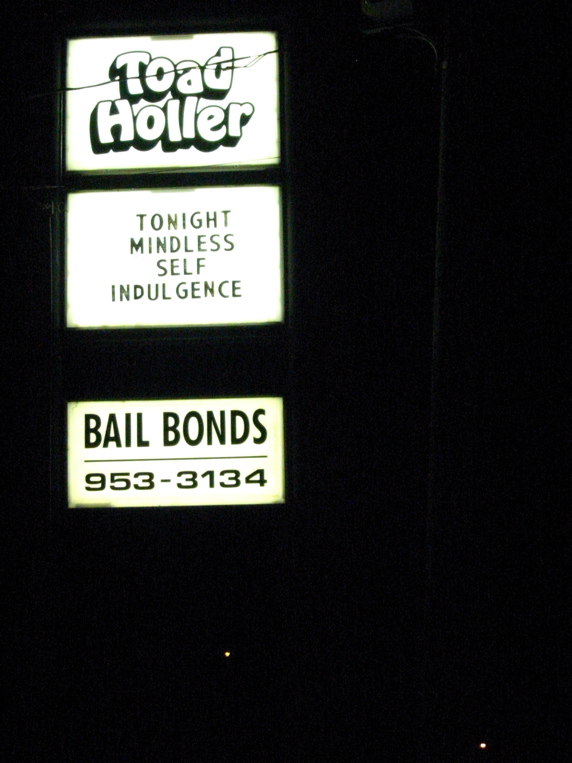 Toad
Holler
TONIGHT
MINDLESS
SELF
INDULGENCE
BAIL BONDS
953-3134